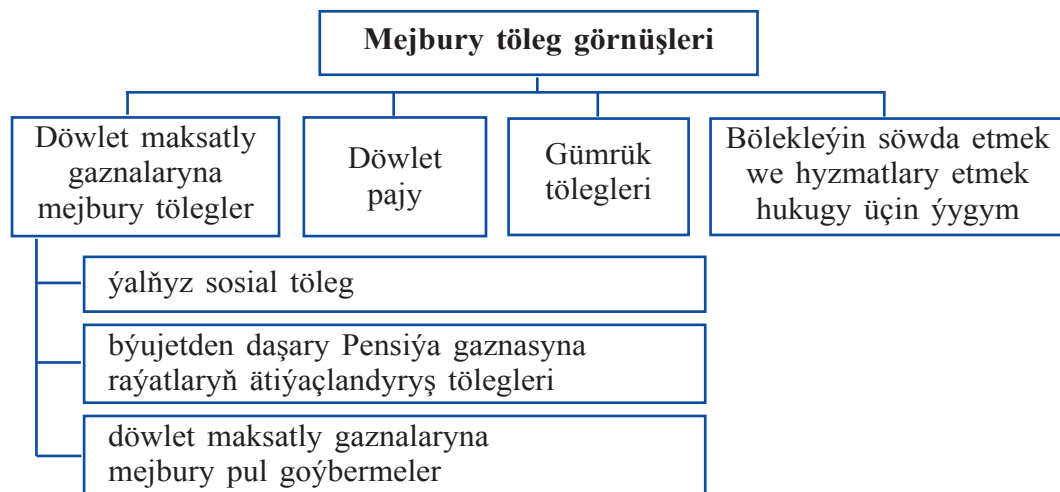 Mejbury töleg görnüşleri
Döwlet maksatly
gaznalaryna
mejbury tölegler
Döwlet
pajy
Gümrük
tölegleri
Bölekleýin söwda etmek
we hyzmatlary etmek
hukugy üçin ýygym
ýalňyz sosial töleg
býujetden daşary Pensiýa gaznasyna
raýatlaryň ätiýaçlandyryş tölegleri
döwlet maksatly gaznalaryna
mejbury pul goýbermeler